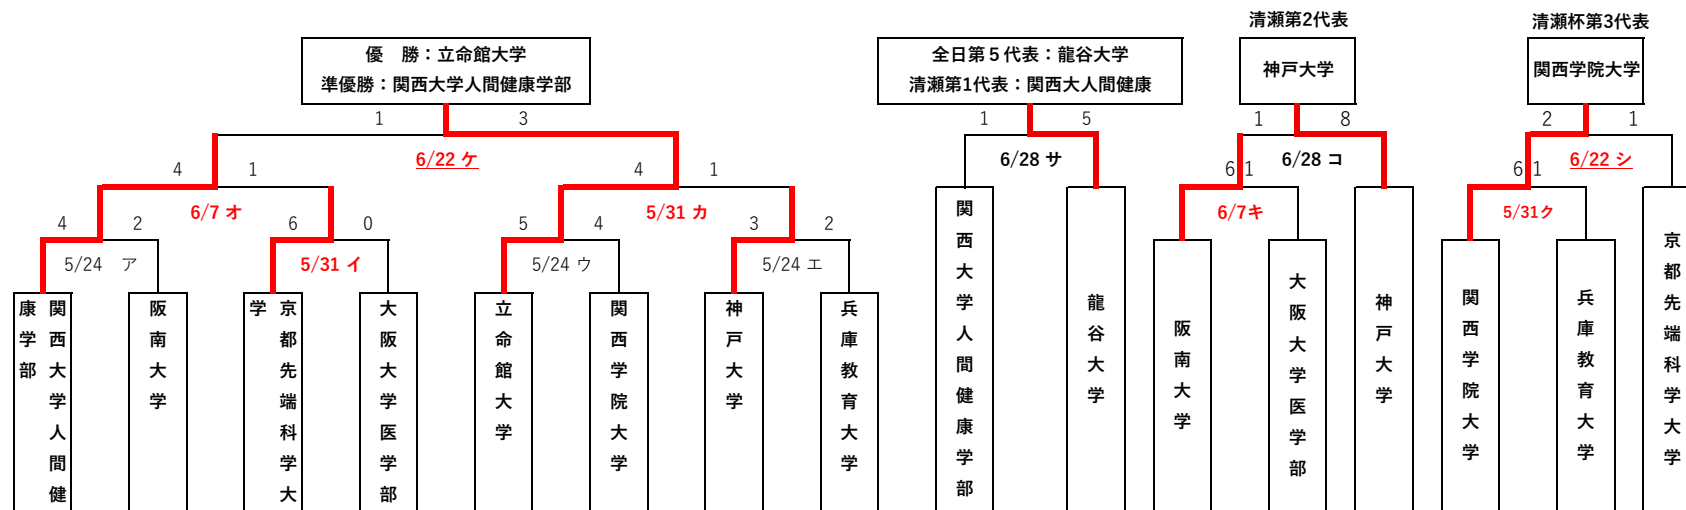 清瀬第2代表
清瀬杯第3代表
優　勝：立命館大学
準優勝：関西大学人間健康学部
全日第５代表：龍谷大学
清瀬第1代表：関西大人間健康
神戸大学
関西学院大学
1 3
1 5
1 8
2 1
6/22 ケ
6/28 サ
6/28 コ
6/22 シ
4 1
4 1
6 1
6 1
6/7 オ
5/31 カ
6/7キ
5/31ク
4 2
6 0
5 4
3 2
5/24　ア
5/31 イ
5/24 ウ
5/24 エ
関西大学人間健
康学部
阪南大学
京都先端科学大
学
大阪大学医学部
立命館大学
関西学院大学
神戸大学
兵庫教育大学
関西大学人間健康学部
龍谷大学
阪南大学
大阪大学医学部
神戸大学
関西学院大学
兵庫教育大学
京都先端科学大学